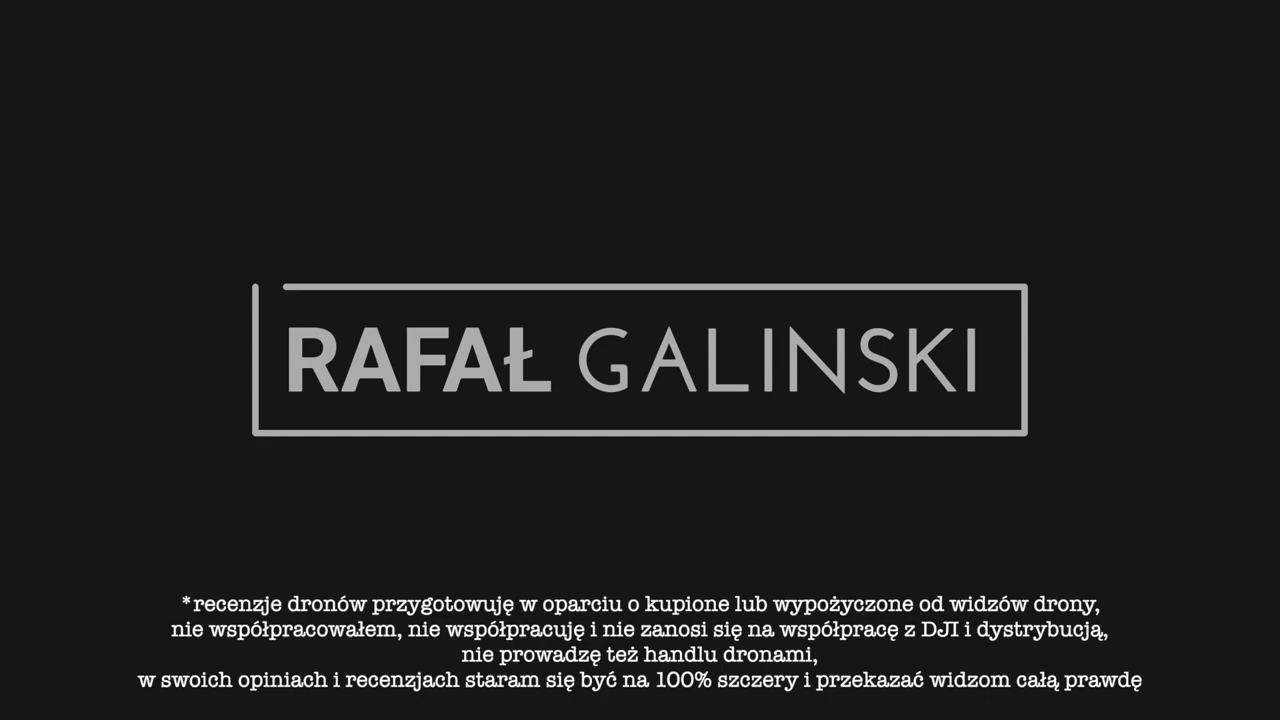 RAFAŁ GALINSKI
*recenzje dronów przygotowuję w oparciu o kupione lub wypożyczone od widzów drony,
nie współpracowałem, nie współpracuję i nie zanosi się na współpracę z DJI i dystrybucją,
nie prowadzę też handlu dronami,
w swoich opiniach i recenzjach staram się być na 100% szczery i przekazać widzom całą prawdę